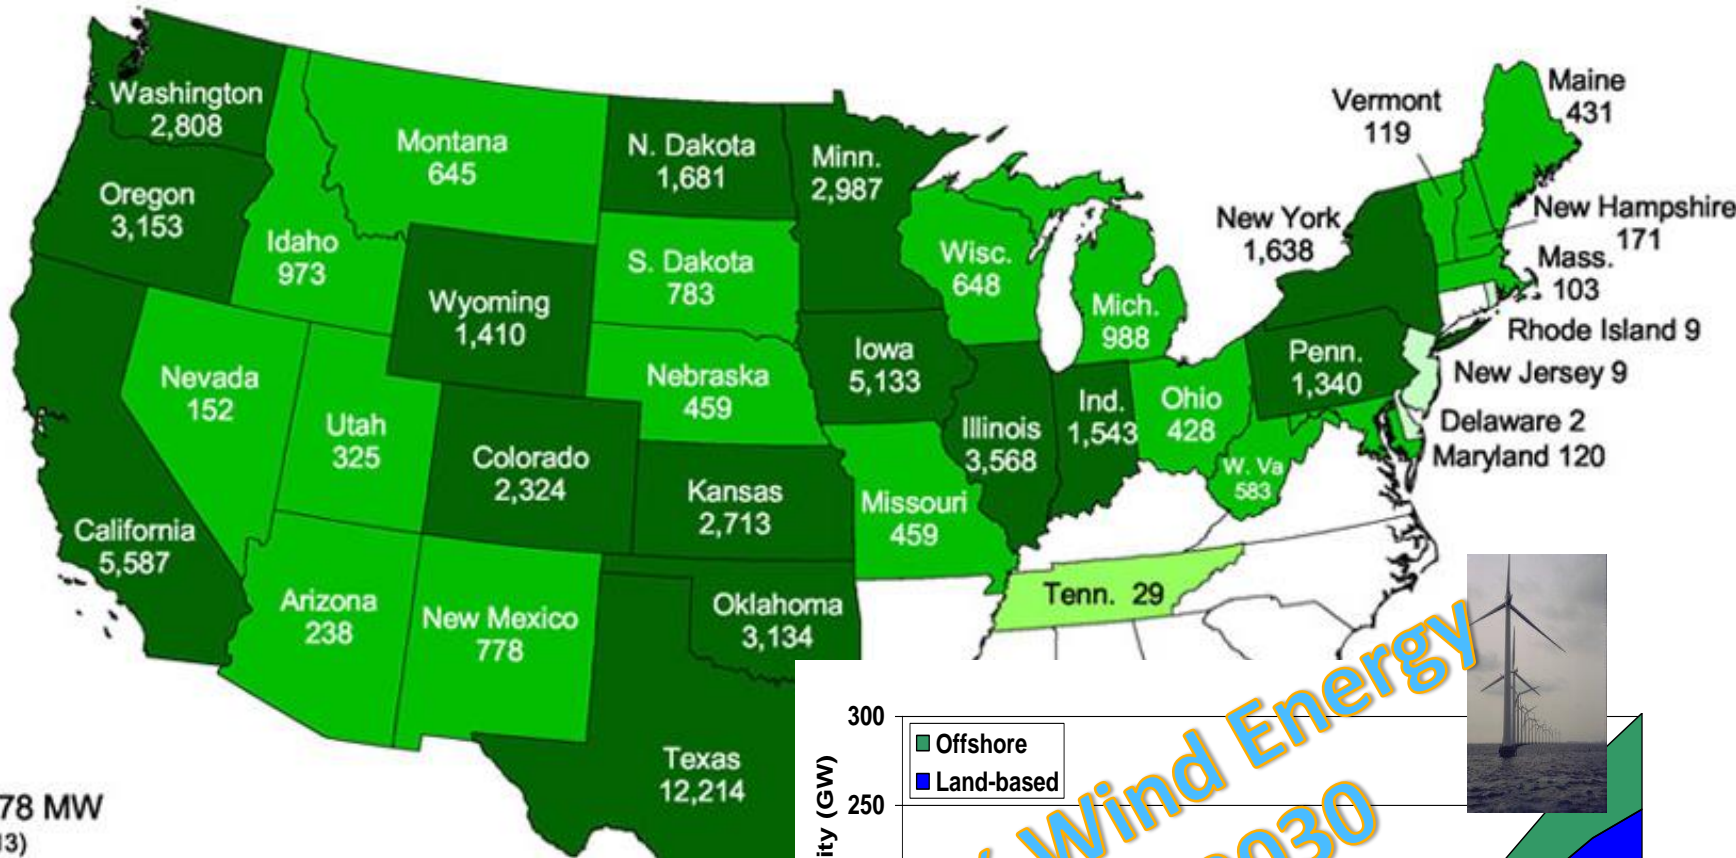 Washington
2,808
Oregon
3,153
Idaho
973
Montana
645
N. Dakota
1,681
Minn.
2,987
S. Dakota
783
Wyoming
1,410
Wisc.
648
Mich.
988
Vermont
119
Maine
431
New York
1,638
New Hampshire
171
Mass.
103
Rhode Island 9
New Jersey 9
Delaware 2
Maryland 120
Penn.
1,340
Iowa
5,133
Nebraska
459
Nevada
152
Utah
325
Colorado
2,324
Kansas
2,713
Illinois
3,568
Ind.
1,543
Ohio
428
W. Va
583
Missouri
459
California
5,587
Arizona
238
New Mexico
778
Oklahoma
3,134
Tenn. 29
Texas
12,214
78 MW
13)
300
250
ity (GW)
Offshore
Land-based
Wind Energy
2030